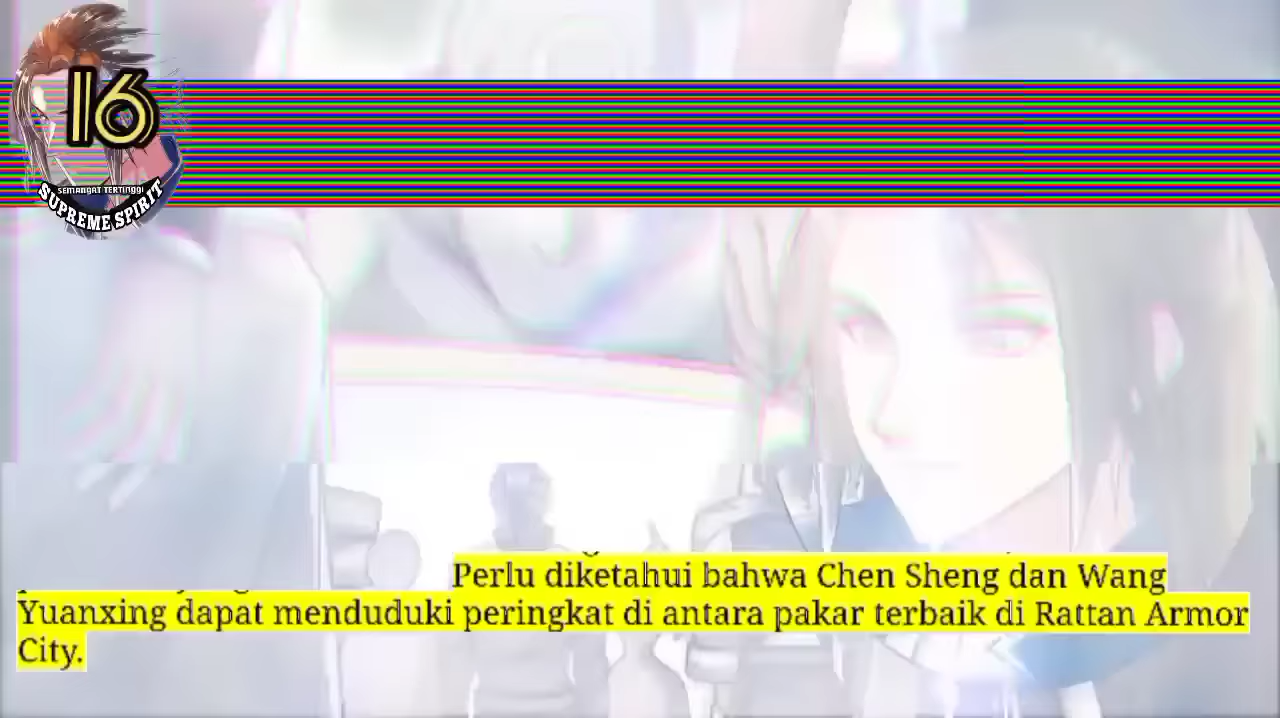 16
SEMANGAT TERTINGGI
SUPREME SPIRIT
Perlu diketahui bahwa Chen Sheng dan Wang
Yuanxing dapat menduduki peringkat di antara pakar terbaik di Rattan Armor
City.